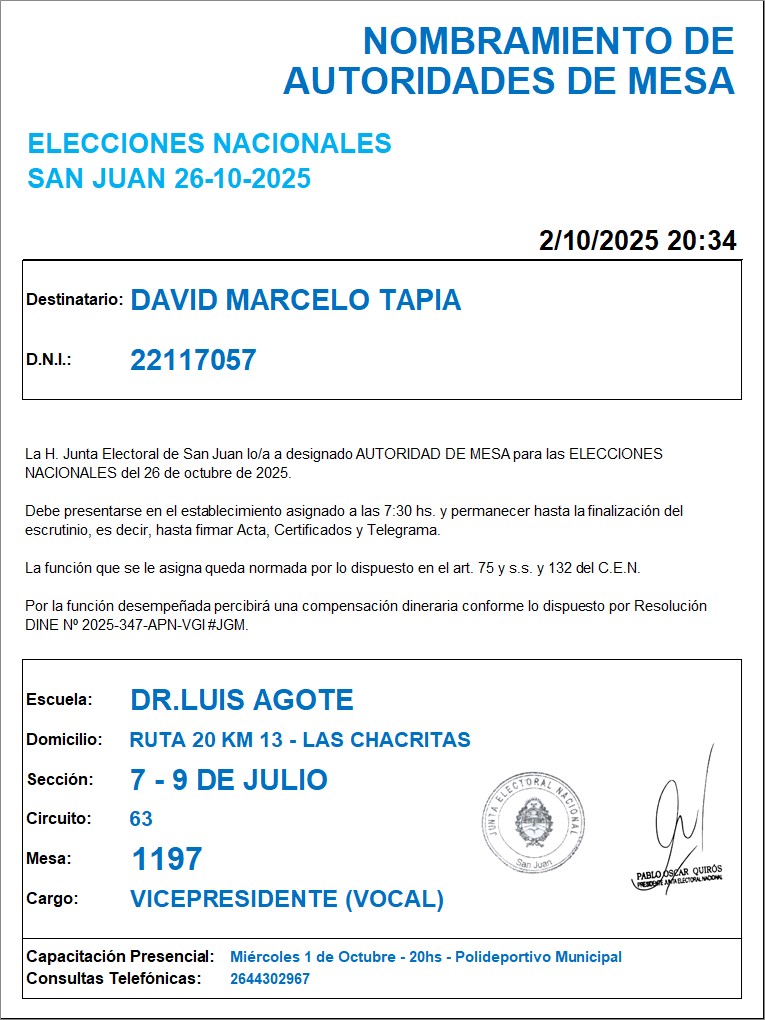 NOMBRAMIENTO DE
AUTORIDADES DE MESA
ELECCIONES NACIONALES
SAN JUAN 26-10-2025
2/10/2025 20:34
Destinatario: DAVID MARCELO TAPIA
D.N.I.: 22117057
La H. Junta Electoral de San Juan lo/a a designado AUTORIDAD DE MESA para las ELECCIONES
NACIONALES del 26 de octubre de 2025.
Debe presentarse en el establecimiento asignado a las 7:30 hs. y permanecer hasta la finalización del
escrutinio, es decir, hasta firmar Acta, Certificados y Telegrama.
La función que se le asigna queda normada por lo dispuesto en el art. 75 y s.s. y 132 del C.E.N.
Por la función desempeñada percibirá una compensación dineraria conforme lo dispuesto por Resolución
DINE Nº 2025-347-APN-VGI#JGM.
Escuela: DR.LUIS AGOTE
Domicilio: RUTA 20 KM 13 - LAS CHACRITAS
Sección: 7 - 9 DE JULIO
Circuito: 63
Mesa: 1197
Cargo: VICEPRESIDENTE (VOCAL)
JUNTA ELECTORAL NACIONAL
San Juan
PABLO OSCAR QUIRÓS
PRESIDENTE JUNTA ELECTORAL NACIONAL
Capacitación Presencial: Miércoles 1 de Octubre - 20hs - Polideportivo Municipal
Consultas Telefónicas: 2644302967